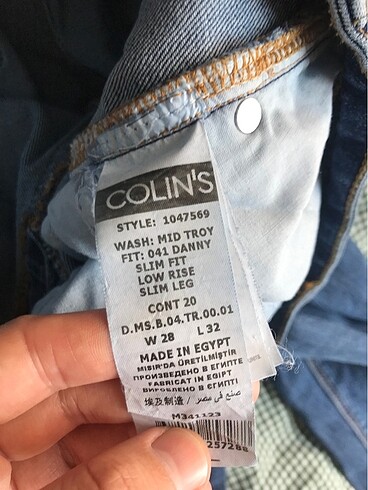 COLIN'S
STYLE: 1047569
WASH: MID TROY
FIT: 041 DANNY
SLIM FIT
LOW RISE
SLIM LEG
CONT 20
D.MS.B.04.TR.00.01
W 28 L 32
MADE IN EGYPT
MISIR'DA ÜRETİLMİŞTİR
ПРОИЗВЕДЕНО В ЕГИПТЕ
FABRICAT IN EGIPT
ВИРОБЛЕНО В ЄГИПТІ
埃及制造 / صنع في مصر
M341123
257288